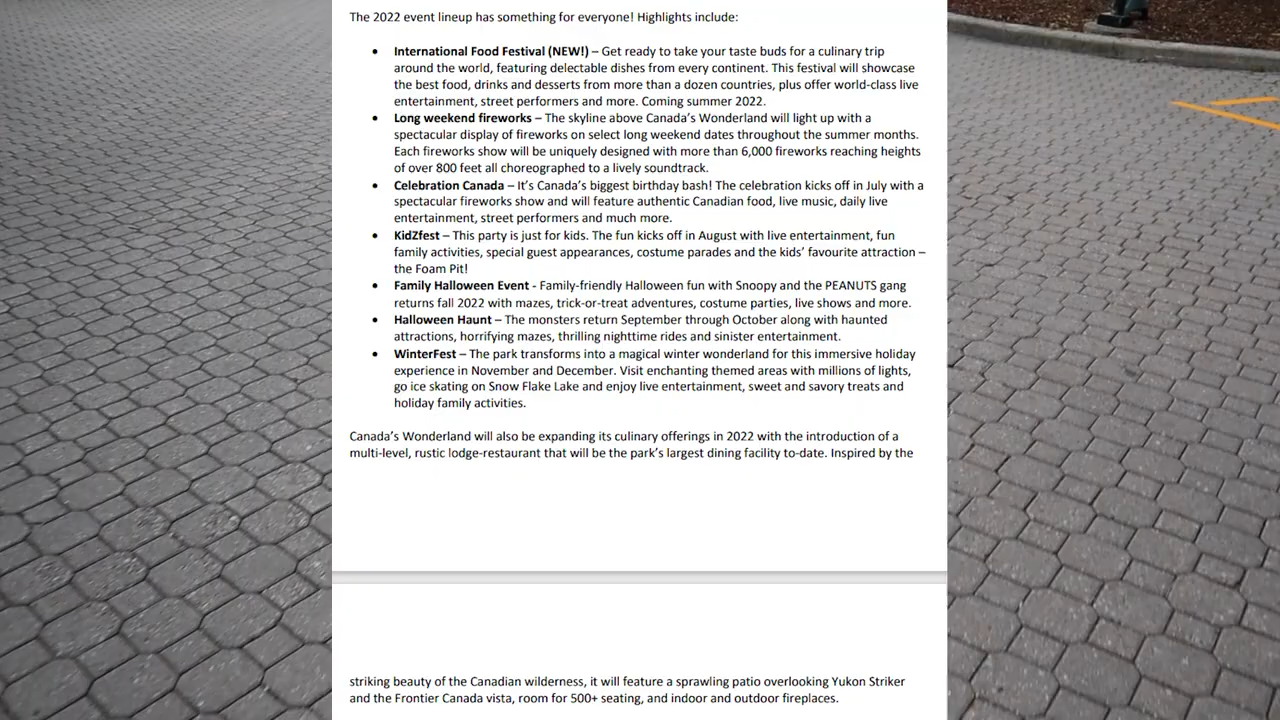 The 2022 event lineup has something for everyone! Highlights include:
• International Food Festival (NEW!) – Get ready to take your taste buds for a culinary trip
around the world, featuring delectable dishes from every continent. This festival will showcase
the best food, drinks and desserts from more than a dozen countries, plus offer world-class live
entertainment, street performers and more. Coming summer 2022.
• Long weekend fireworks – The skyline above Canada's Wonderland will light up with a
spectacular display of fireworks on select long weekend dates throughout the summer months.
Each fireworks show will be uniquely designed with more than 6,000 fireworks reaching heights
of over 800 feet all choreographed to a lively soundtrack.
• Celebration Canada – It's Canada's biggest birthday bash! The celebration kicks off in July with a
spectacular fireworks show and will feature authentic Canadian food, live music, daily live
entertainment, street performers and much more.
• KidZfest – This party is just for kids. The fun kicks off in August with live entertainment, fun
family activities, special guest appearances, costume parades and the kids' favourite attraction –
the Foam Pit!
• Family Halloween Event - Family-friendly Halloween fun with Snoopy and the PEANUTS gang
returns fall 2022 with mazes, trick-or-treat adventures, costume parties, live shows and more.
• Halloween Haunt – The monsters return September through October along with haunted
attractions, horrifying mazes, thrilling nighttime rides and sinister entertainment.
• WinterFest – The park transforms into a magical winter wonderland for this immersive holiday
experience in November and December. Visit enchanting themed areas with millions of lights,
go ice skating on Snow Flake Lake and enjoy live entertainment, sweet and savory treats and
holiday family activities.
Canada's Wonderland will also be expanding its culinary offerings in 2022 with the introduction of a
multi-level, rustic lodge-restaurant that will be the park's largest dining facility to-date. Inspired by the
striking beauty of the Canadian wilderness, it will feature a sprawling patio overlooking Yukon Striker
and the Frontier Canada vista, room for 500+ seating, and indoor and outdoor fireplaces.